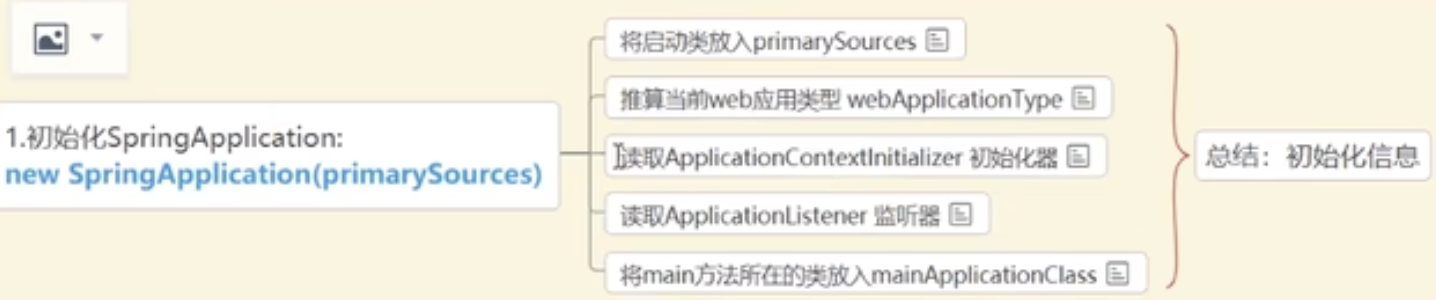 将启动类放入primarySources
推算当前web应用类型 webApplicationType
1.初始化SpringApplication:
new SpringApplication(primarySources)
读取ApplicationContextInitializer 初始化器
总结：初始化信息
读取ApplicationListener 监听器
将main方法所在的类放入mainApplicationClass